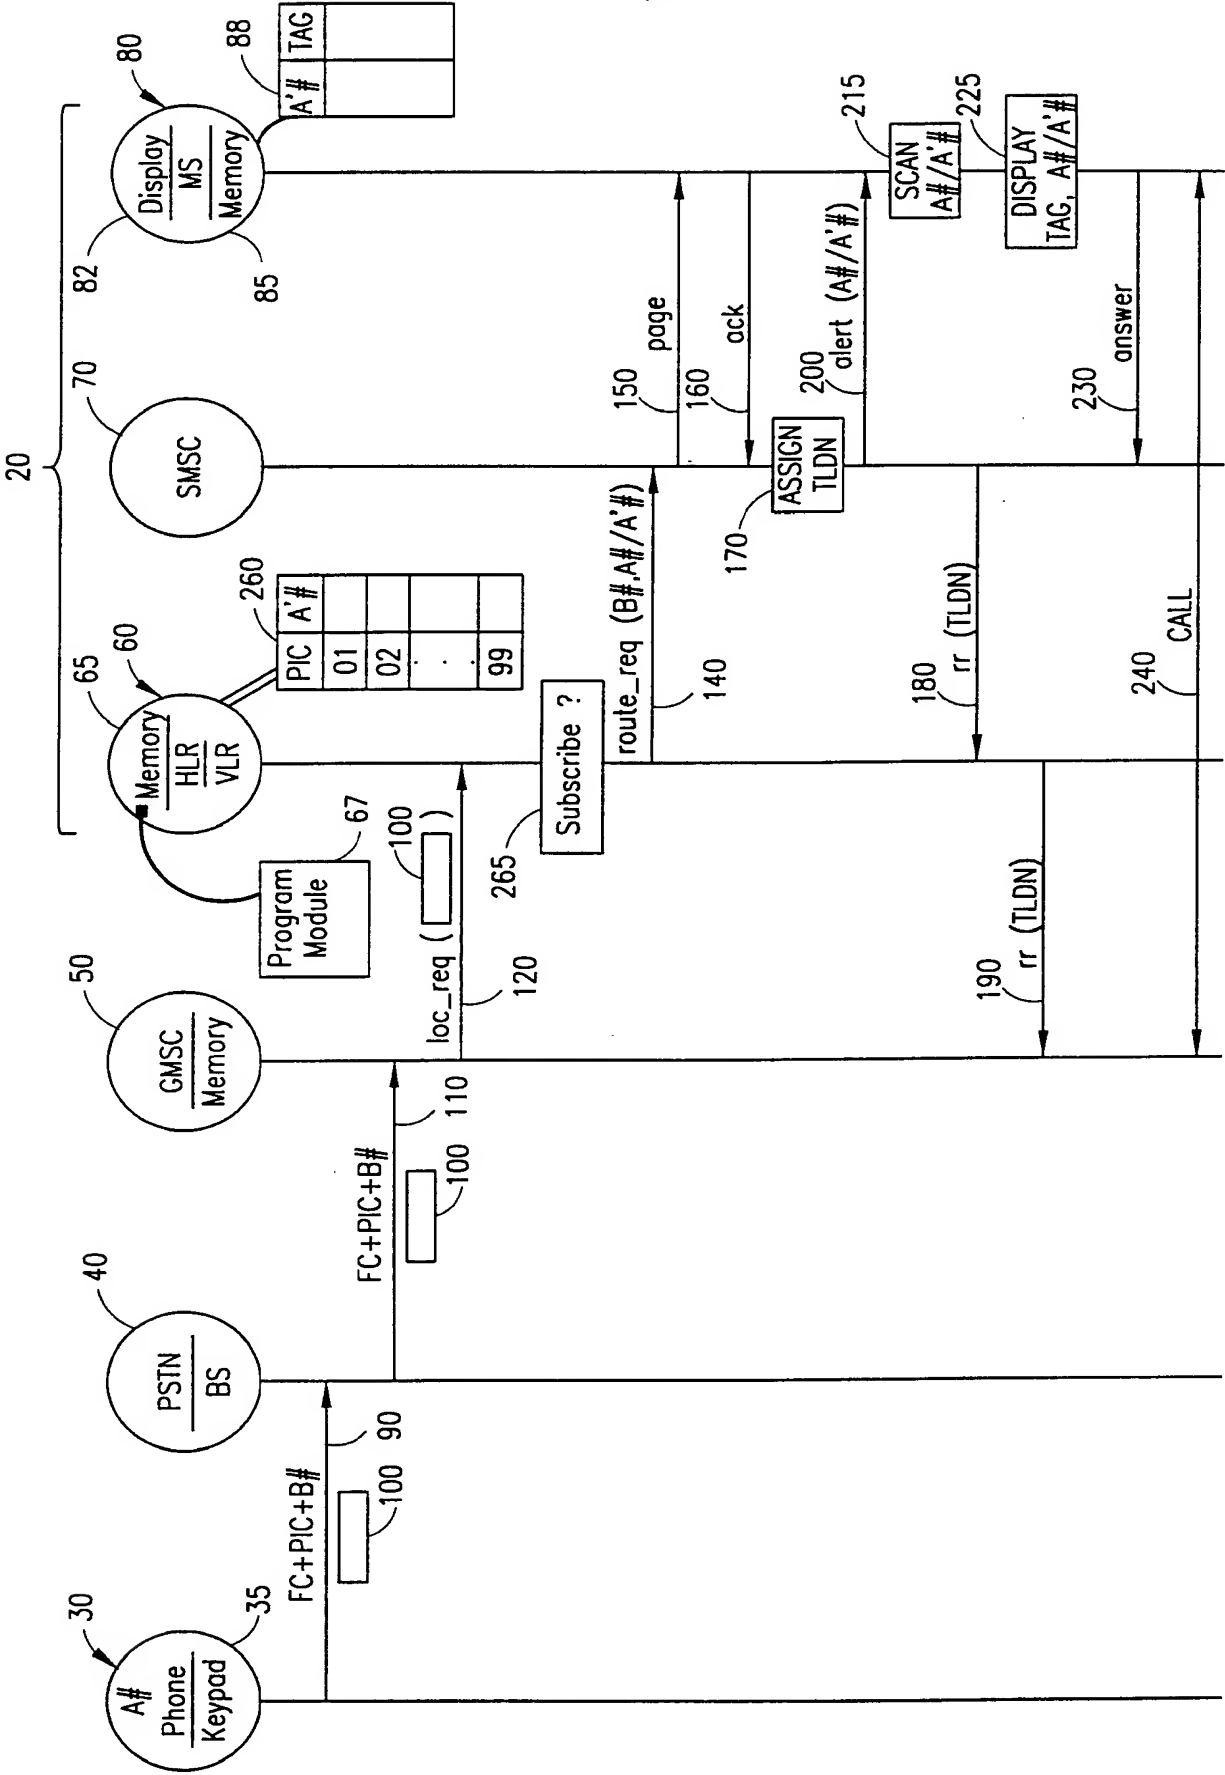 20
30
A#
Phone
Keypad
35
40
PSTN
BS
50
GMSC
Memory
65
60
Memory
HLR
VLR
Program
Module
67
260
PIC A'#
01
02
. .
99
70
SMSC
80
82
Display
MS
Memory
85
88
A'# TAG
FC+PIC+B#
90
100
FC+PIC+B#
110
100
loc_req ( )
100
120
265
Subscribe ?
route_req (B#,A#/A'#)
140
150
page
160
ack
170
ASSIGN
TLDN
200
alert (A#/A'#)
215
SCAN
A#/A'#
225
DISPLAY
TAG, A#/A'#
180
rr (TLDN)
190
rr (TLDN)
230
answer
240
CALL